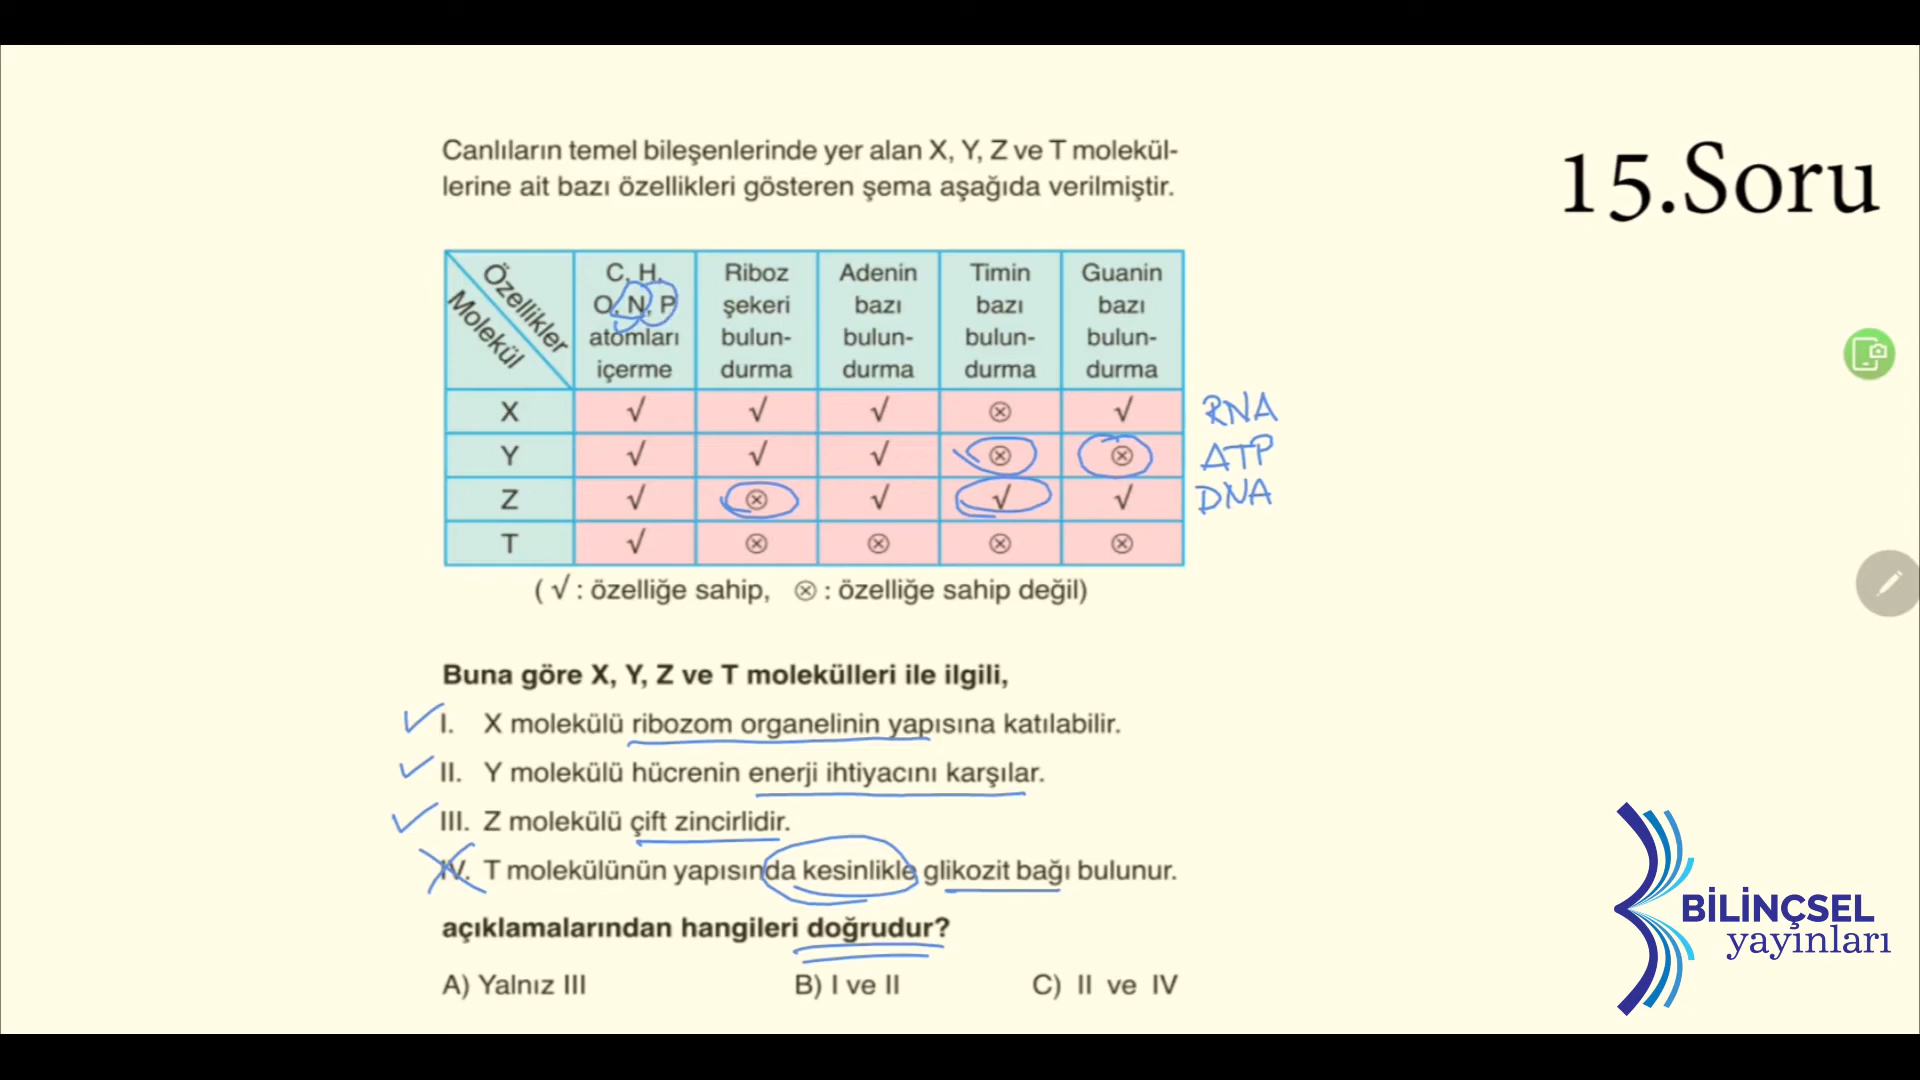 15.Soru
Canlıların temel bileşenlerinde yer alan X, Y, Z ve T molekül-
lerine ait bazı özellikleri gösteren şema aşağıda verilmiştir.
Özellikler
Molekül
C, H,
O, N, P
atomları
içerme
Riboz
şekeri
bulun-
durma
Adenin
bazı
bulun-
durma
Timin
bazı
bulun-
durma
Guanin
bazı
bulun-
durma
X √ √ √ ⊗ √ RNA
Y √ √ √ ⊗ ⊗ ATP
Z √ ⊗ √ √ √ DNA
T √ ⊗ ⊗ ⊗ ⊗
( √ : özelliğe sahip, ⊗ : özelliğe sahip değil)
Buna göre X, Y, Z ve T molekülleri ile ilgili,
I. X molekülü ribozom organelinin yapısına katılabilir.
II. Y molekülü hücrenin enerji ihtiyacını karşılar.
III. Z molekülü çift zincirlidir.
IV. T molekülünün yapısında kesinlikle glikozit bağı bulunur.
açıklamalarından hangileri doğrudur?
A) Yalnız III B) I ve II C) II ve IV
BİLİNÇSEL
yayınları